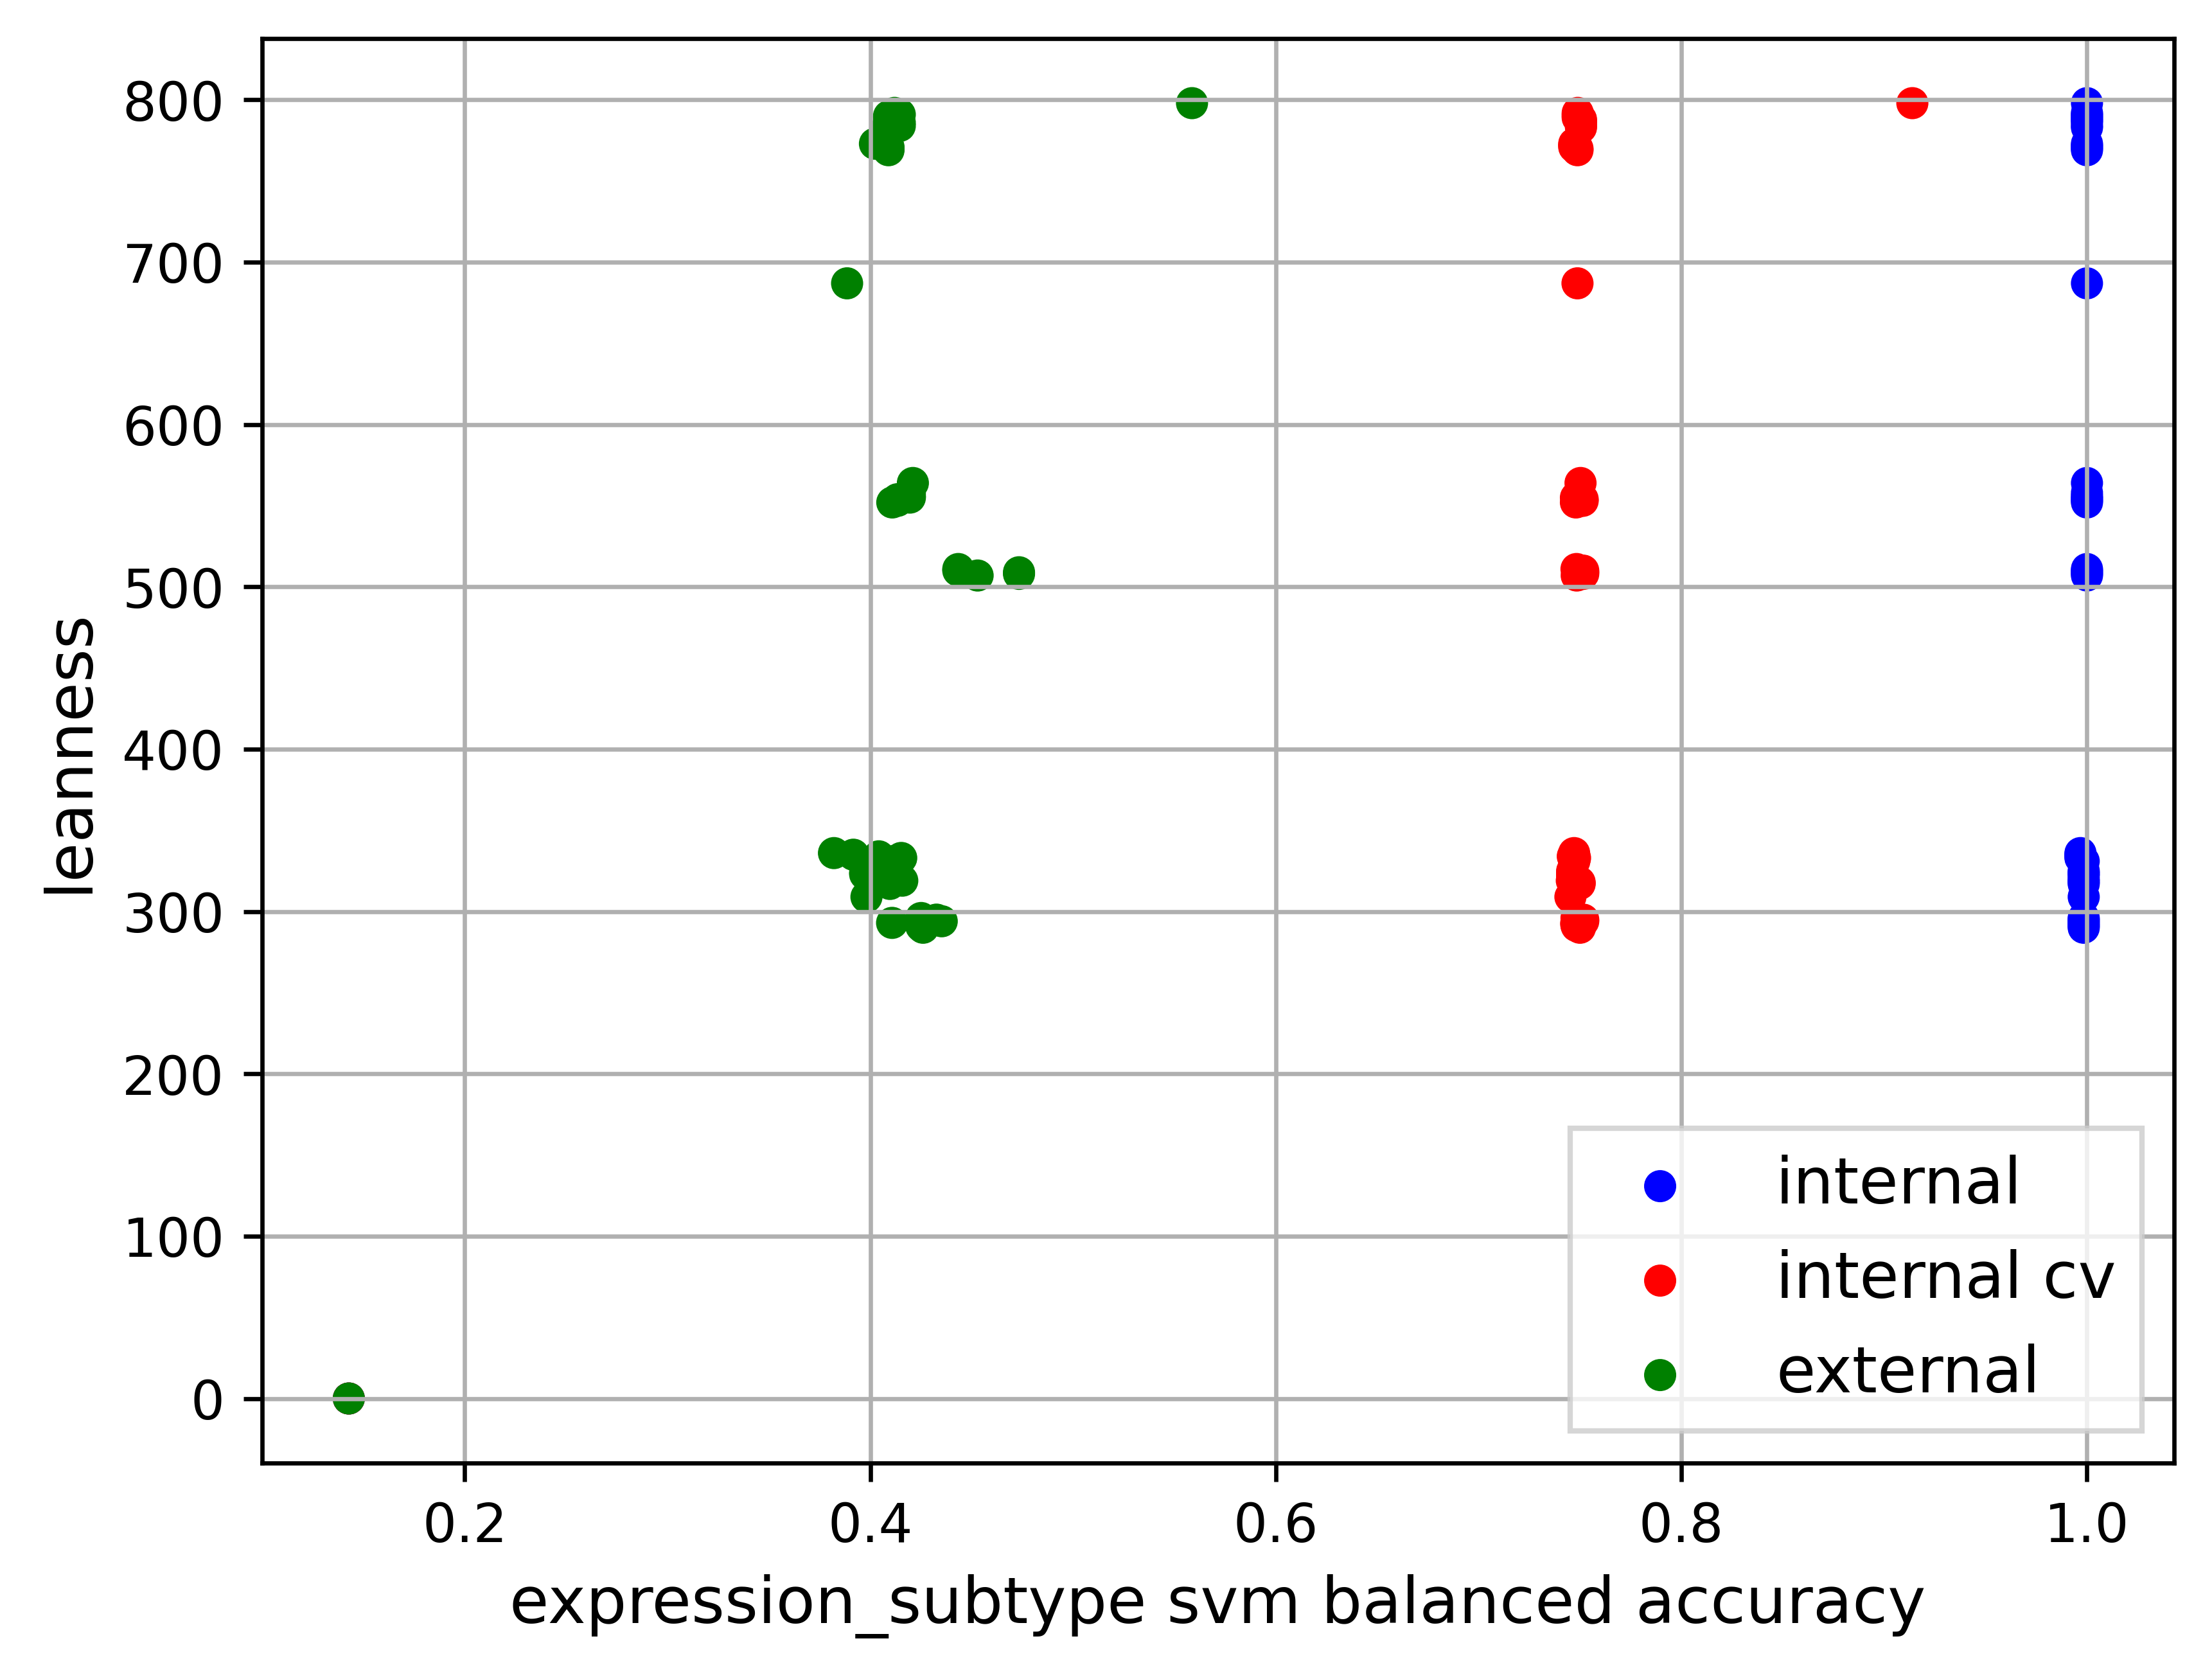 800
700
600
500
400
300
200
100
0
leanness
internal
internal cv
external
0.2 0.4 0.6 0.8 1.0
expression_subtype svm balanced accuracy